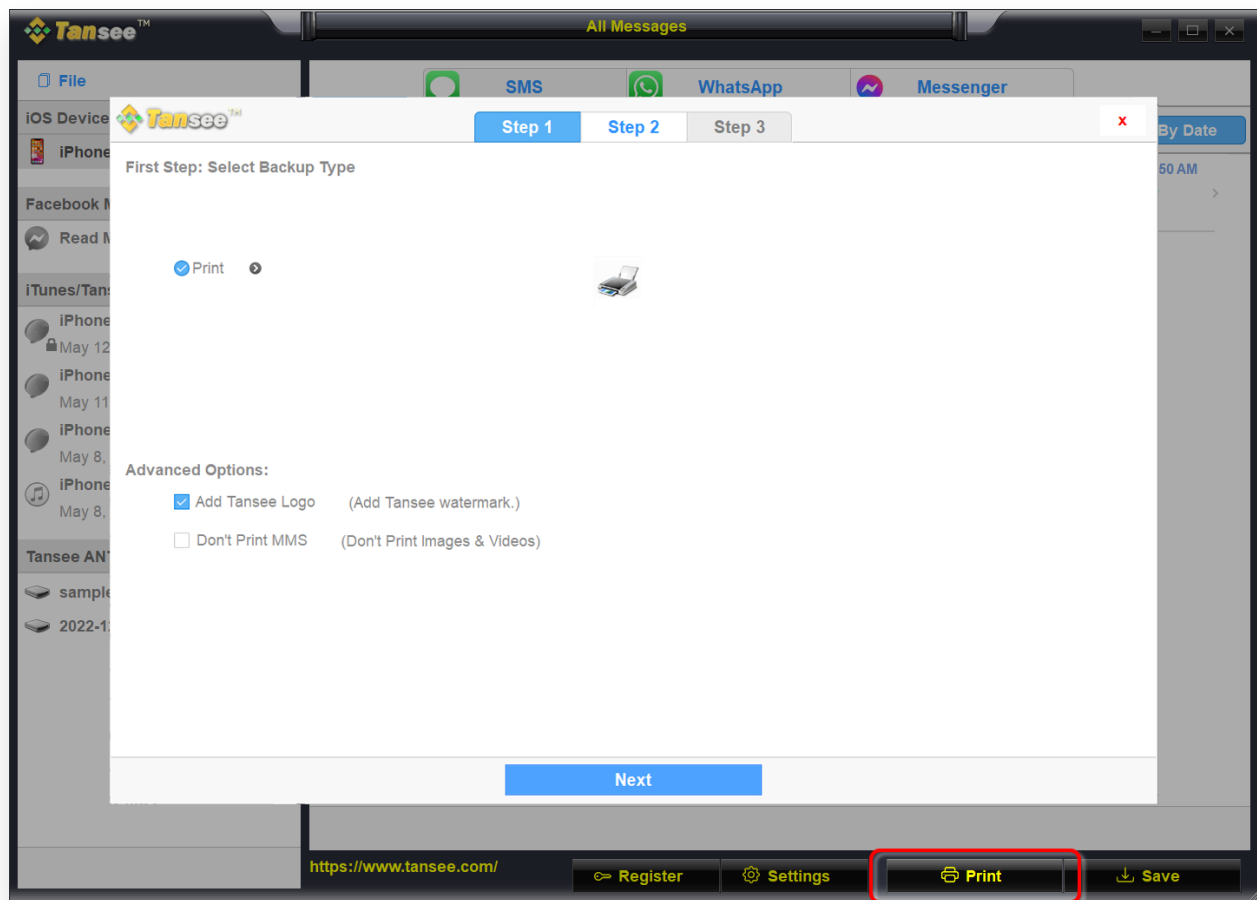 Tansee™
All Messages
File
SMS
WhatsApp
Messenger
iOS Device
Tansee™
Step 1
Step 2
Step 3
x
By Date
iPhone
First Step: Select Backup Type
50 AM
Facebook M
Read M
Print
iTunes/Tans
iPhone
May 12
iPhone
May 11
iPhone
May 8,
Advanced Options:
iPhone
May 8,
Add Tansee Logo (Add Tansee watermark.)
Don't Print MMS (Don't Print Images & Videos)
Tansee AN
sample
2022-1
Next
https://www.tansee.com/
Register
Settings
Print
Save